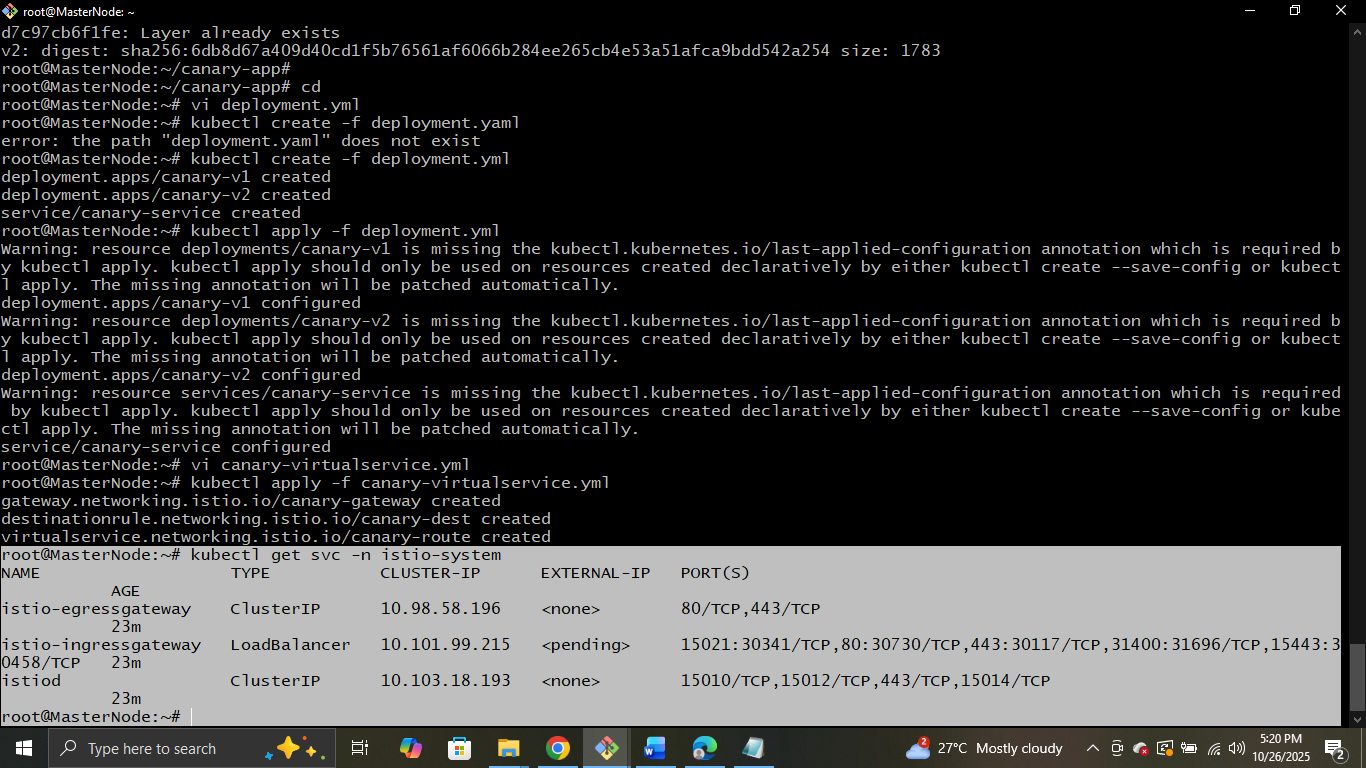 root@MasterNode: ~
d7c97cb6f1fe: Layer already exists
v2: digest: sha256:6db8d67a409d40cd1f5b76561af6066b284ee265cb4e53a51afca9bdd542a254 size: 1783
root@MasterNode:~/canary-app#
root@MasterNode:~/canary-app# cd
root@MasterNode:~# vi deployment.yml
root@MasterNode:~# kubectl create -f deployment.yaml
error: the path "deployment.yaml" does not exist
root@MasterNode:~# kubectl create -f deployment.yml
deployment.apps/canary-v1 created
deployment.apps/canary-v2 created
service/canary-service created
root@MasterNode:~# kubectl apply -f deployment.yml
Warning: resource deployments/canary-v1 is missing the kubectl.kubernetes.io/last-applied-configuration annotation which is required b
y kubectl apply. kubectl apply should only be used on resources created declaratively by either kubectl create --save-config or kubect
l apply. The missing annotation will be patched automatically.
deployment.apps/canary-v1 configured
Warning: resource deployments/canary-v2 is missing the kubectl.kubernetes.io/last-applied-configuration annotation which is required b
y kubectl apply. kubectl apply should only be used on resources created declaratively by either kubectl create --save-config or kubect
l apply. The missing annotation will be patched automatically.
deployment.apps/canary-v2 configured
Warning: resource services/canary-service is missing the kubectl.kubernetes.io/last-applied-configuration annotation which is required
 by kubectl apply. kubectl apply should only be used on resources created declaratively by either kubectl create --save-config or kube
ctl apply. The missing annotation will be patched automatically.
service/canary-service configured
root@MasterNode:~# vi canary-virtualservice.yml
root@MasterNode:~# kubectl apply -f canary-virtualservice.yml
gateway.networking.istio.io/canary-gateway created
destinationrule.networking.istio.io/canary-dest created
virtualservice.networking.istio.io/canary-route created
root@MasterNode:~# kubectl get svc -n istio-system
NAME                   TYPE           CLUSTER-IP      EXTERNAL-IP   PORT(S)
           AGE
istio-egressgateway    ClusterIP      10.98.58.196    <none>        80/TCP,443/TCP
           23m
istio-ingressgateway   LoadBalancer   10.101.99.215   <pending>     15021:30341/TCP,80:30730/TCP,443:30117/TCP,31400:31696/TCP,15443:3
0458/TCP   23m
istiod                 ClusterIP      10.103.18.193   <none>        15010/TCP,15012/TCP,443/TCP,15014/TCP
           23m
root@MasterNode:~#
Type here to search
2
27°C Mostly cloudy
5:20 PM
10/26/2025
2